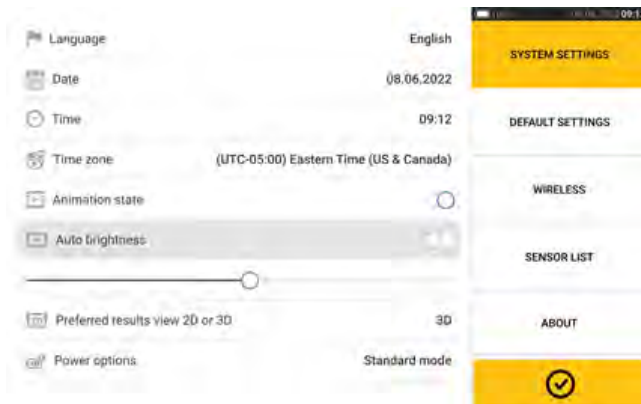 Language English
Date 08.06.2022
Time 09:12
Time zone (UTC-05:00) Eastern Time (US & Canada)
Animation state
Auto brightness
Preferred results view 2D or 3D 3D
Power options Standard mode
SYSTEM SETTINGS
DEFAULT SETTINGS
WIRELESS
SENSOR LIST
ABOUT